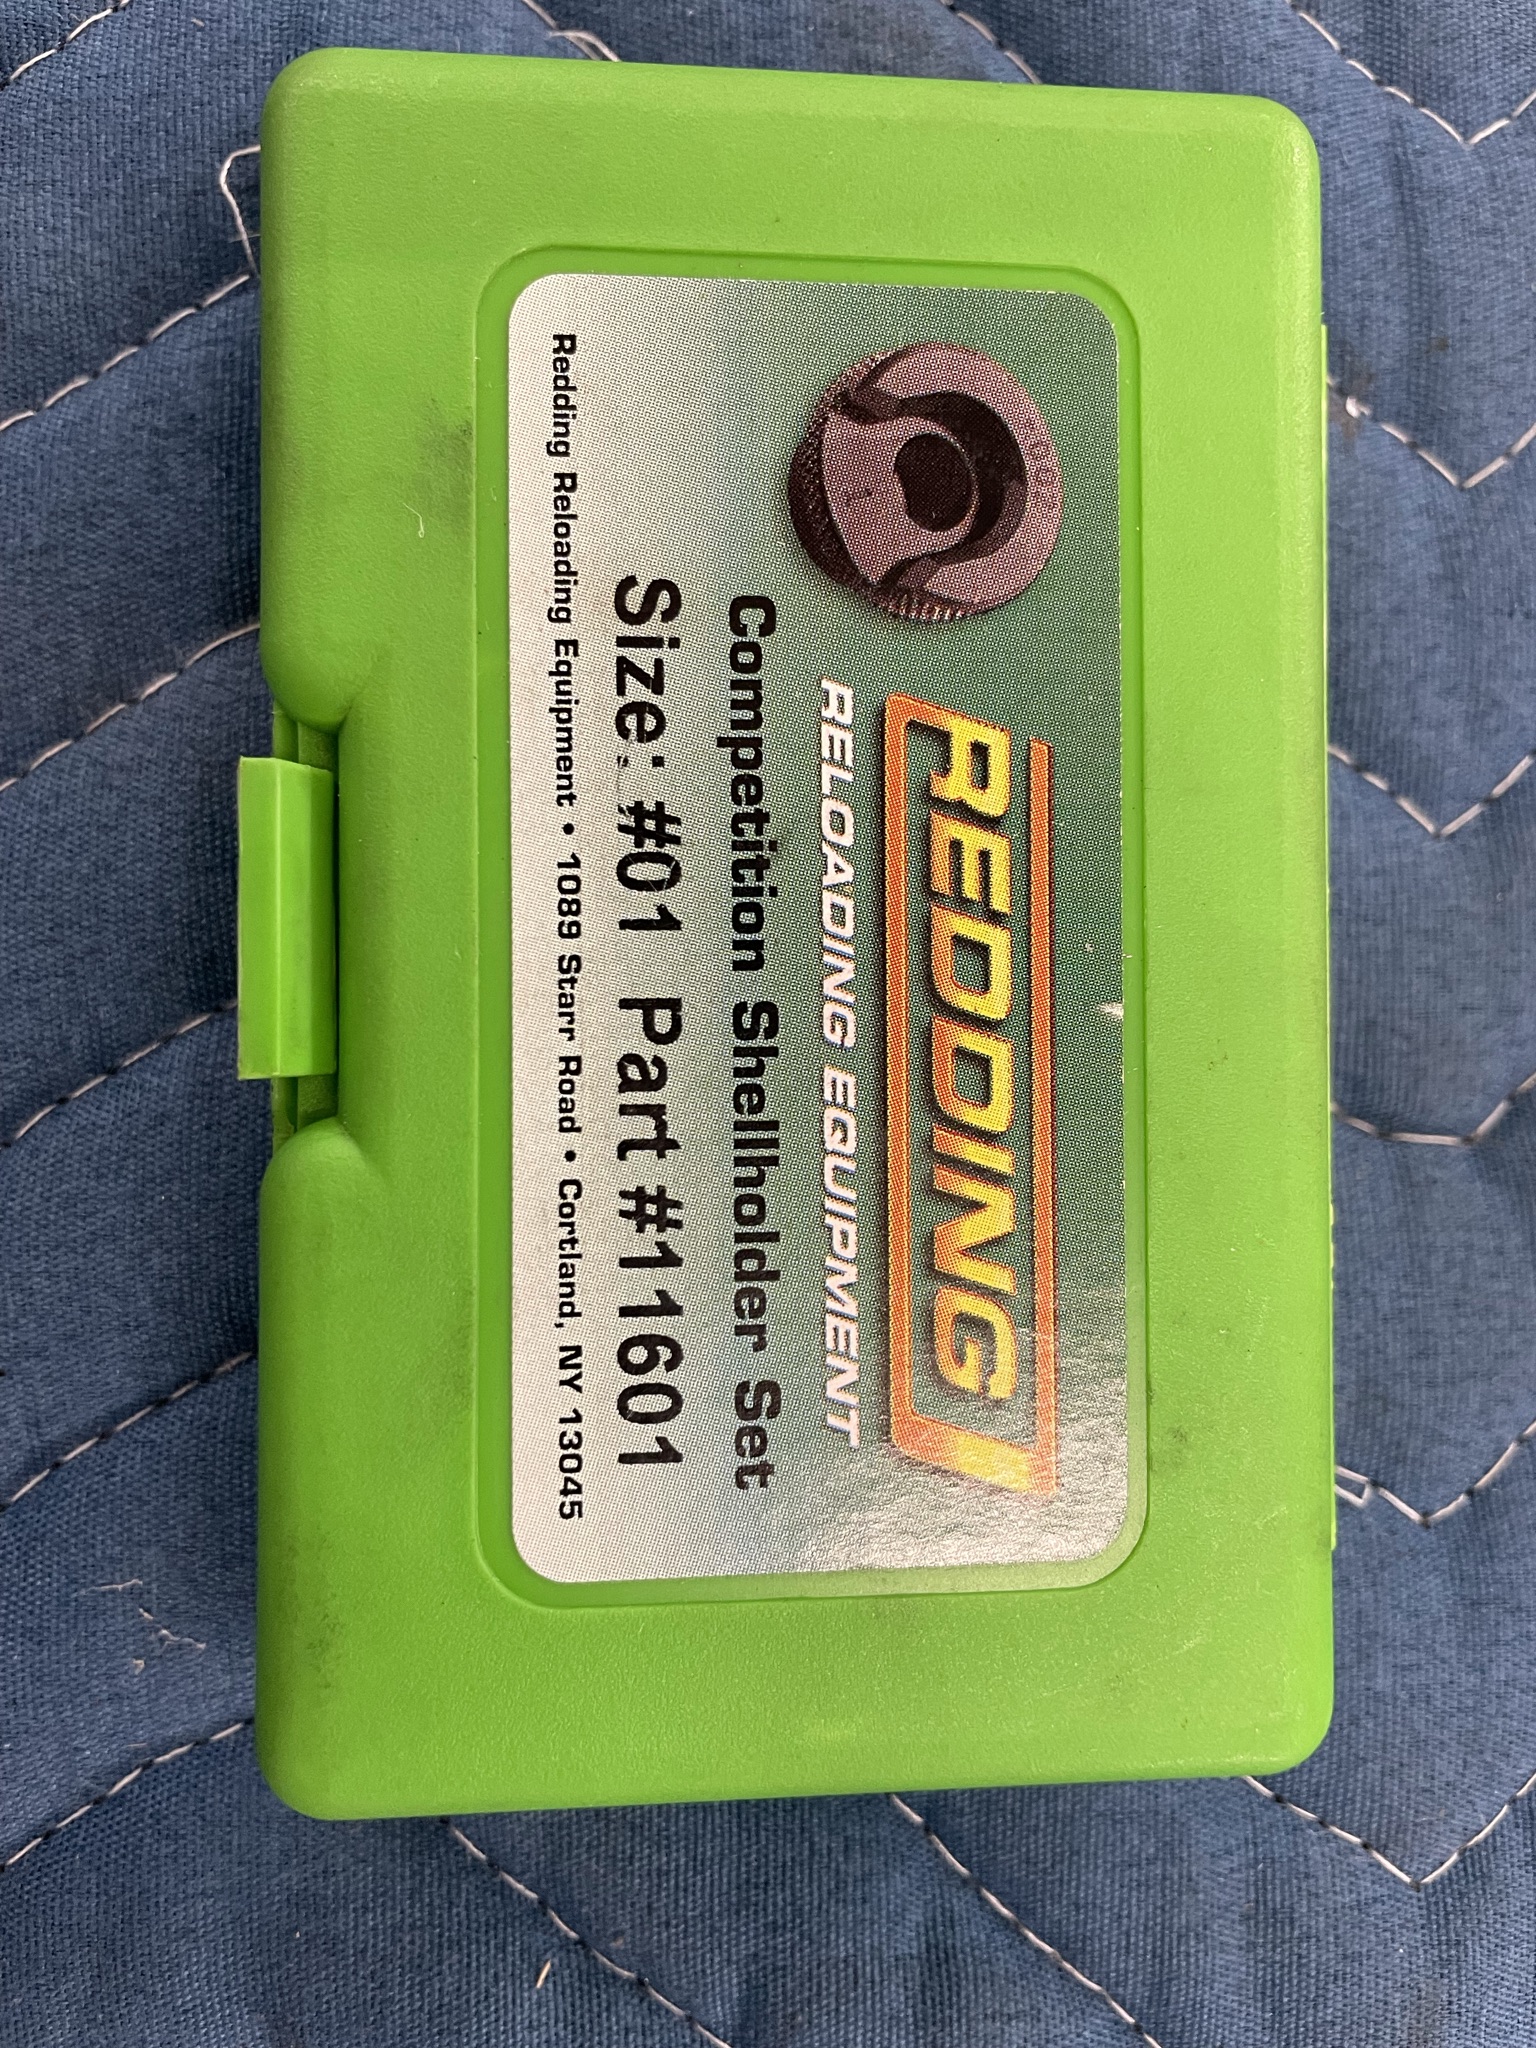 REDDING
RELOADING EQUIPMENT
Competition Shellholder Set
Size: #01 Part #11601
Redding Reloading Equipment • 1089 Starr Road • Cortland, NY 13045